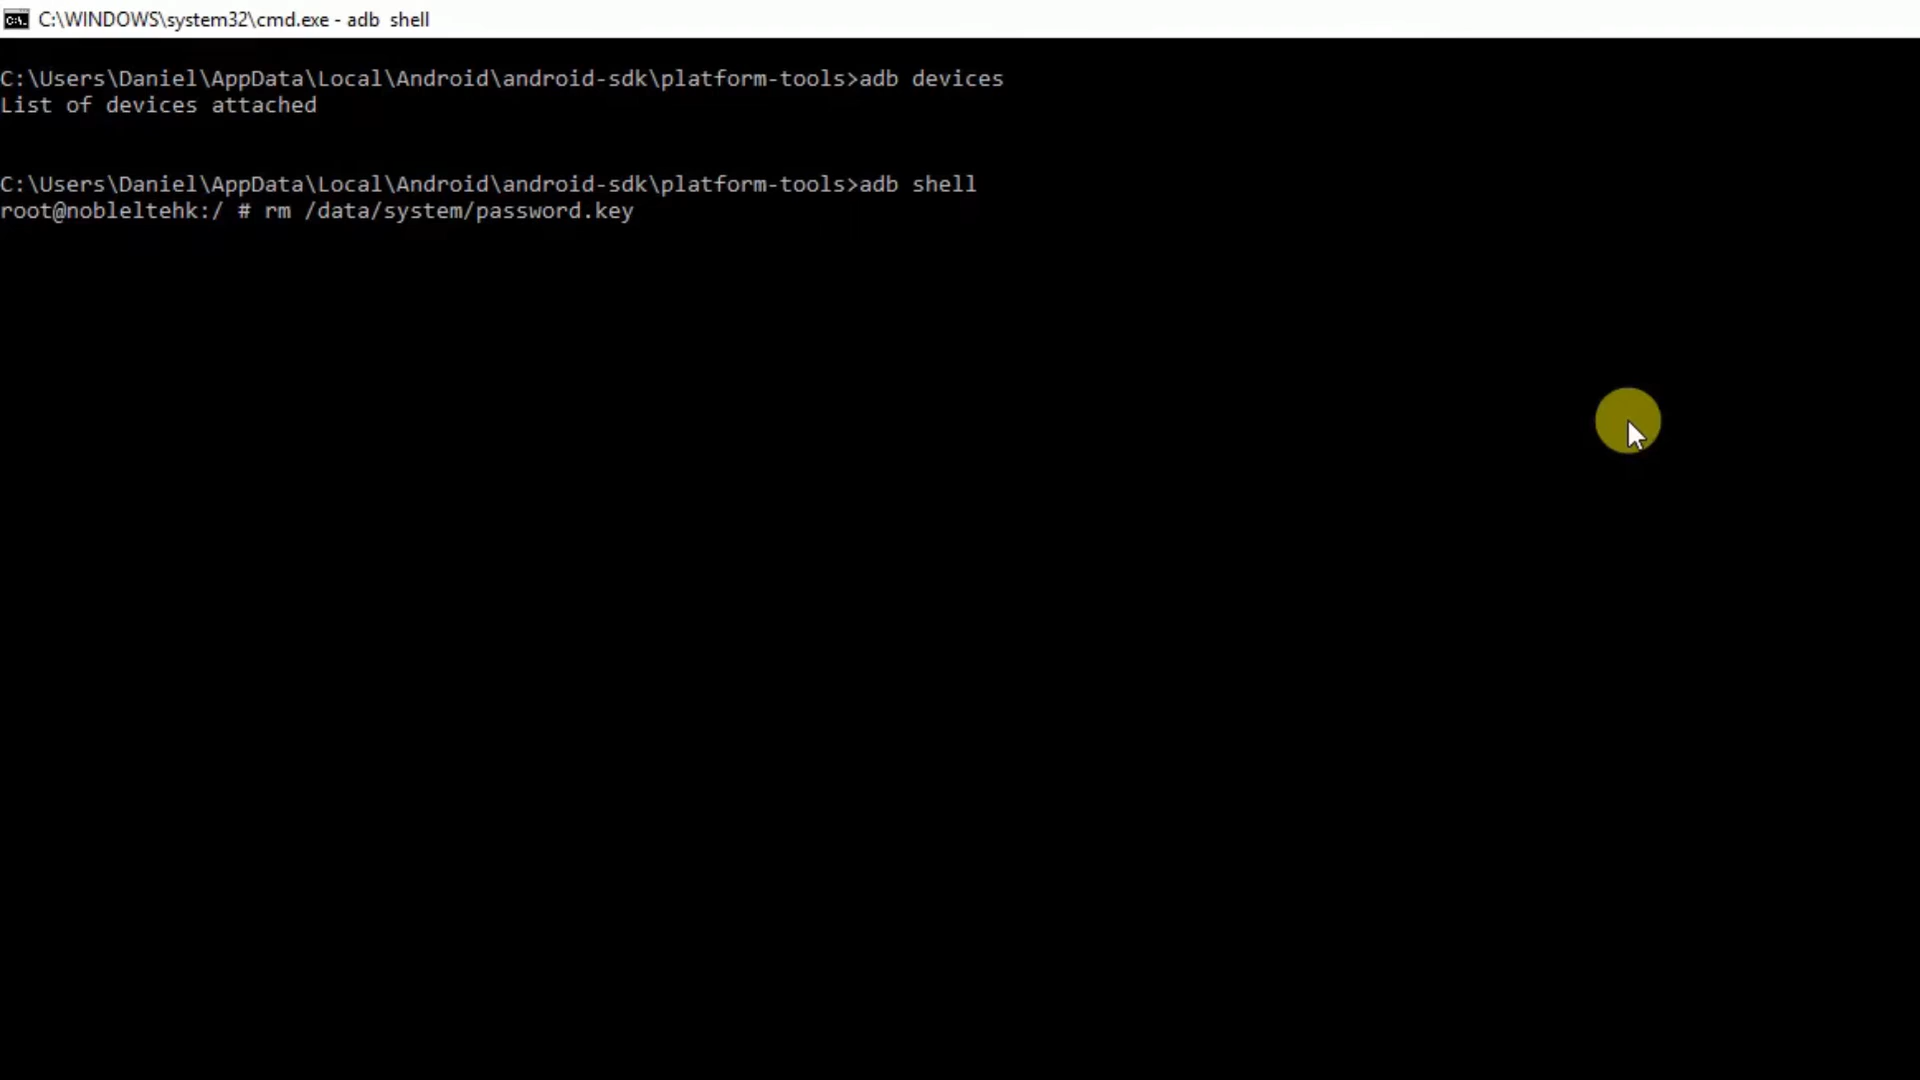 C:\WINDOWS\system32\cmd.exe - adb  shell
C:\Users\Daniel\AppData\Local\Android\android-sdk\platform-tools>adb devices
List of devices attached
C:\Users\Daniel\AppData\Local\Android\android-sdk\platform-tools>adb shell
root@nobleltehk:/ # rm /data/system/password.key